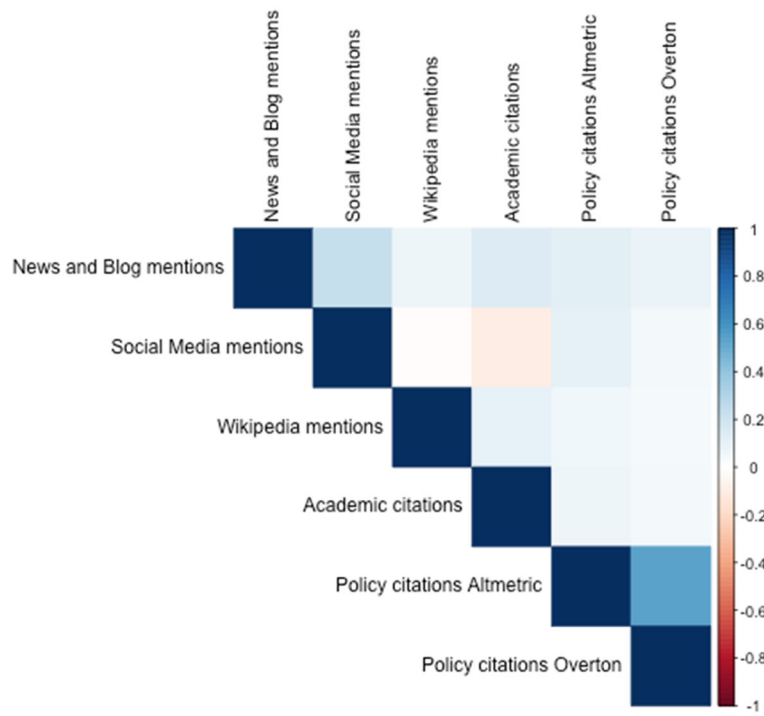 News and Blog mentions
Social Media mentions
Wikipedia mentions
Academic citations
Policy citations Altmetric
Policy citations Overton
News and Blog mentions
Social Media mentions
Wikipedia mentions
Academic citations
Policy citations Altmetric
Policy citations Overton
1
0.8
0.6
0.4
0.2
0
-0.2
-0.4
-0.6
-0.8
-1